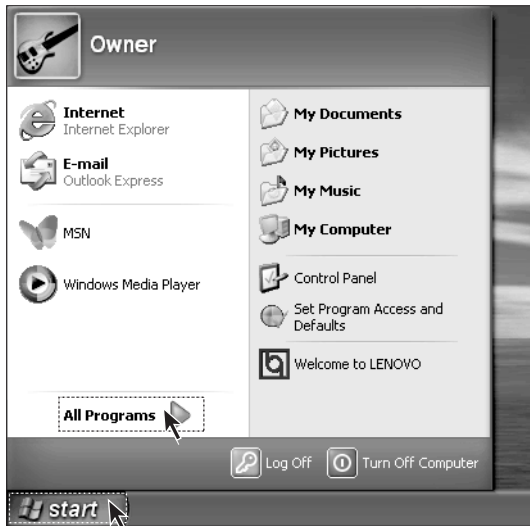 Owner
Internet
Internet Explorer
E-mail
Outlook Express
MSN
Windows Media Player
All Programs
My Documents
My Pictures
My Music
My Computer
Control Panel
Set Program Access and
Defaults
Welcome to LENOVO
Log Off
Turn Off Computer
start